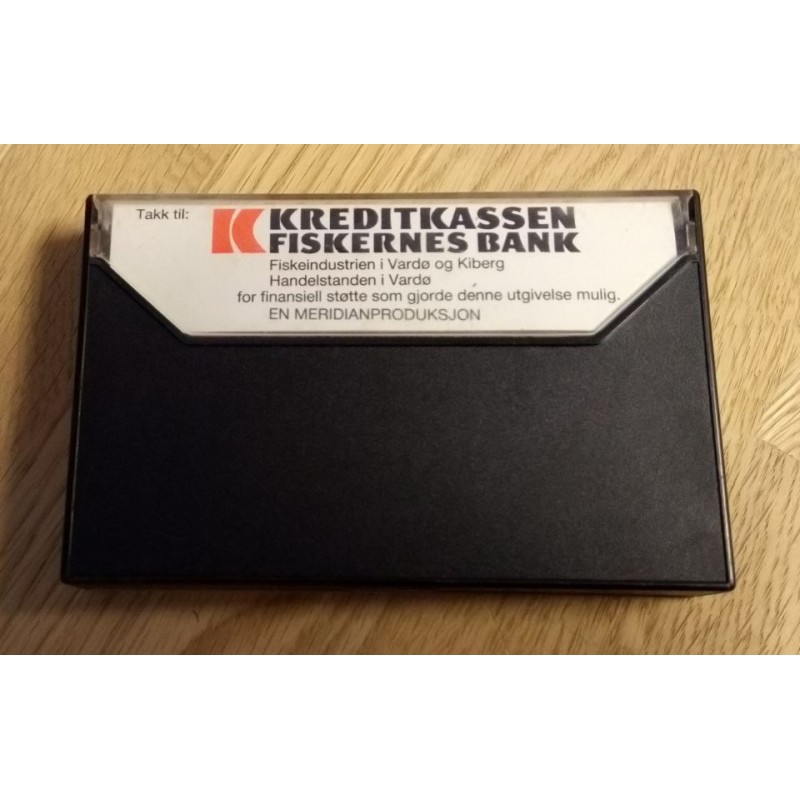 Takk til: KREDITKASSEN
FISKERNES BANK
Fiskeindustrien i Vardø og Kiberg
Handelstanden i Vardø
for finansiell støtte som gjorde denne utgivelse mulig.
EN MERIDIANPRODUKSJON